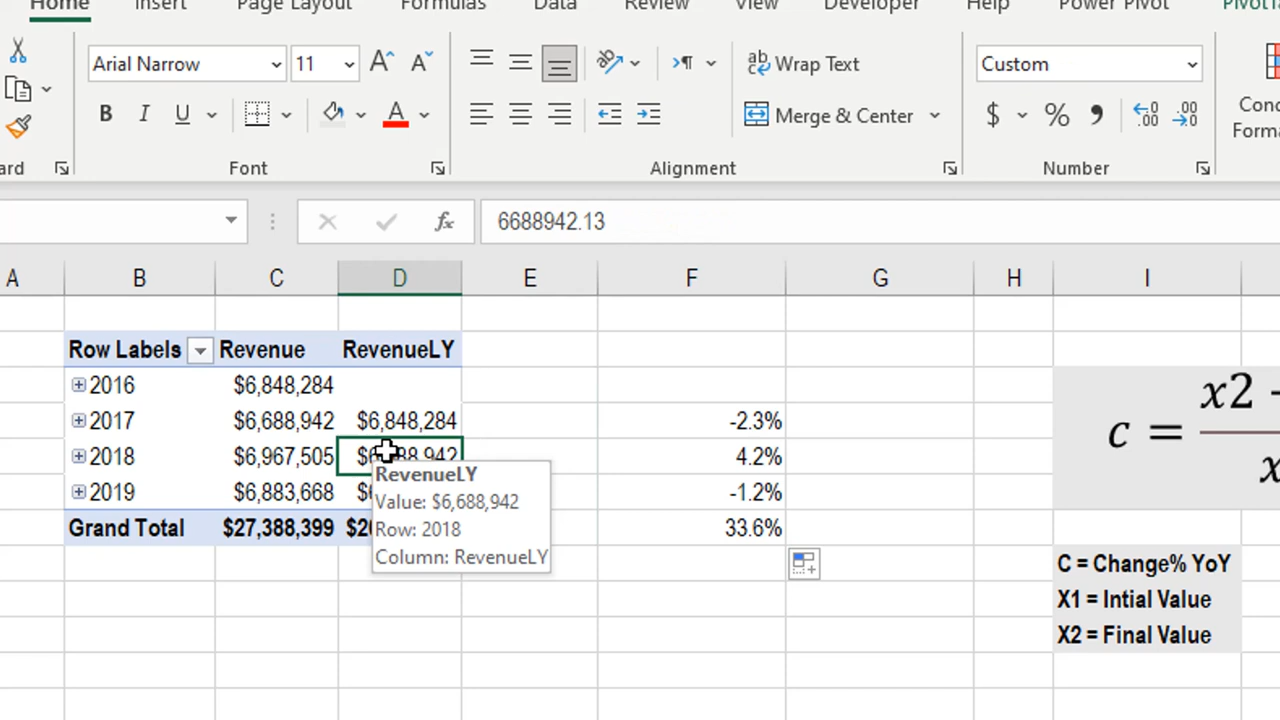 Home Insert Page Layout Formulas Data Review View Developer Help Power Pivot
Arial Narrow 11 A A Wrap Text Custom
B I U A Merge & Center $ % 
Font Alignment Number
fx 6688942.13
A B C D E F G H I
Row Labels Revenue RevenueLY
2016 $6,848,284
2017 $6,688,942 $6,848,284 -2.3%
2018 $6,967,505 4.2%
2019 $6,883,668 -1.2%
Grand Total $27,388,399 33.6%
RevenueLY
Value: $6,688,942
Row: 2018
Column: RevenueLY
c = x2 -
x
C = Change% YoY
X1 = Intial Value
X2 = Final Value